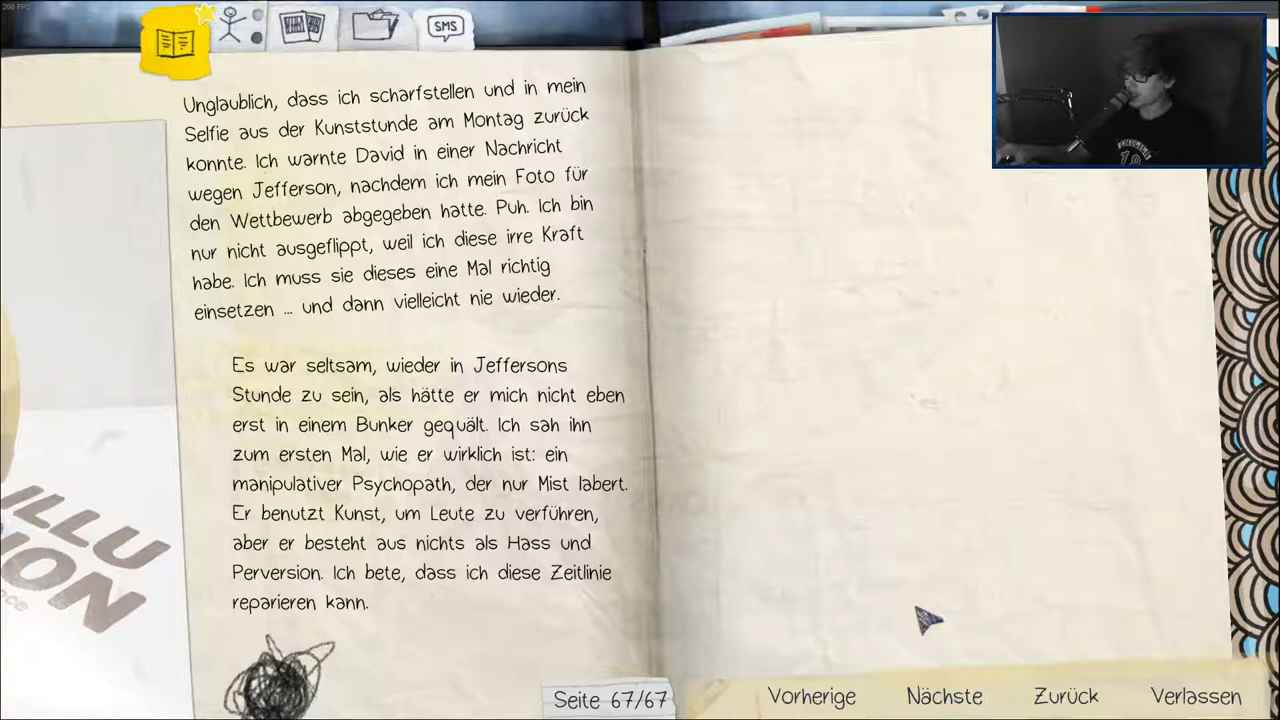 260 FPS
SMS
Unglaublich, dass ich scharfstellen und in mein
Selfie aus der Kunststunde am Montag zurück
konnte. Ich warnte David in einer Nachricht
wegen Jefferson, nachdem ich mein Foto für
den Wettbewerb abgegeben hatte. Puh. Ich bin
nur nicht ausgeflippt, weil ich diese irre Kraft
habe. Ich muss sie dieses eine Mal richtig
einsetzen ... und dann vielleicht nie wieder.
Es war seltsam, wieder in Jeffersons
Stunde zu sein, als hätte er mich nicht eben
erst in einem Bunker gequält. Ich sah ihn
zum ersten Mal, wie er wirklich ist: ein
manipulativer Psychopath, der nur Mist labert.
Er benutzt Kunst, um Leute zu verführen,
aber er besteht aus nichts als Hass und
Perversion. Ich bete, dass ich diese Zeitlinie
reparieren kann.
ILLU
ION
Seite 67/67
Vorherige
Nächste
Zurück
Verlassen